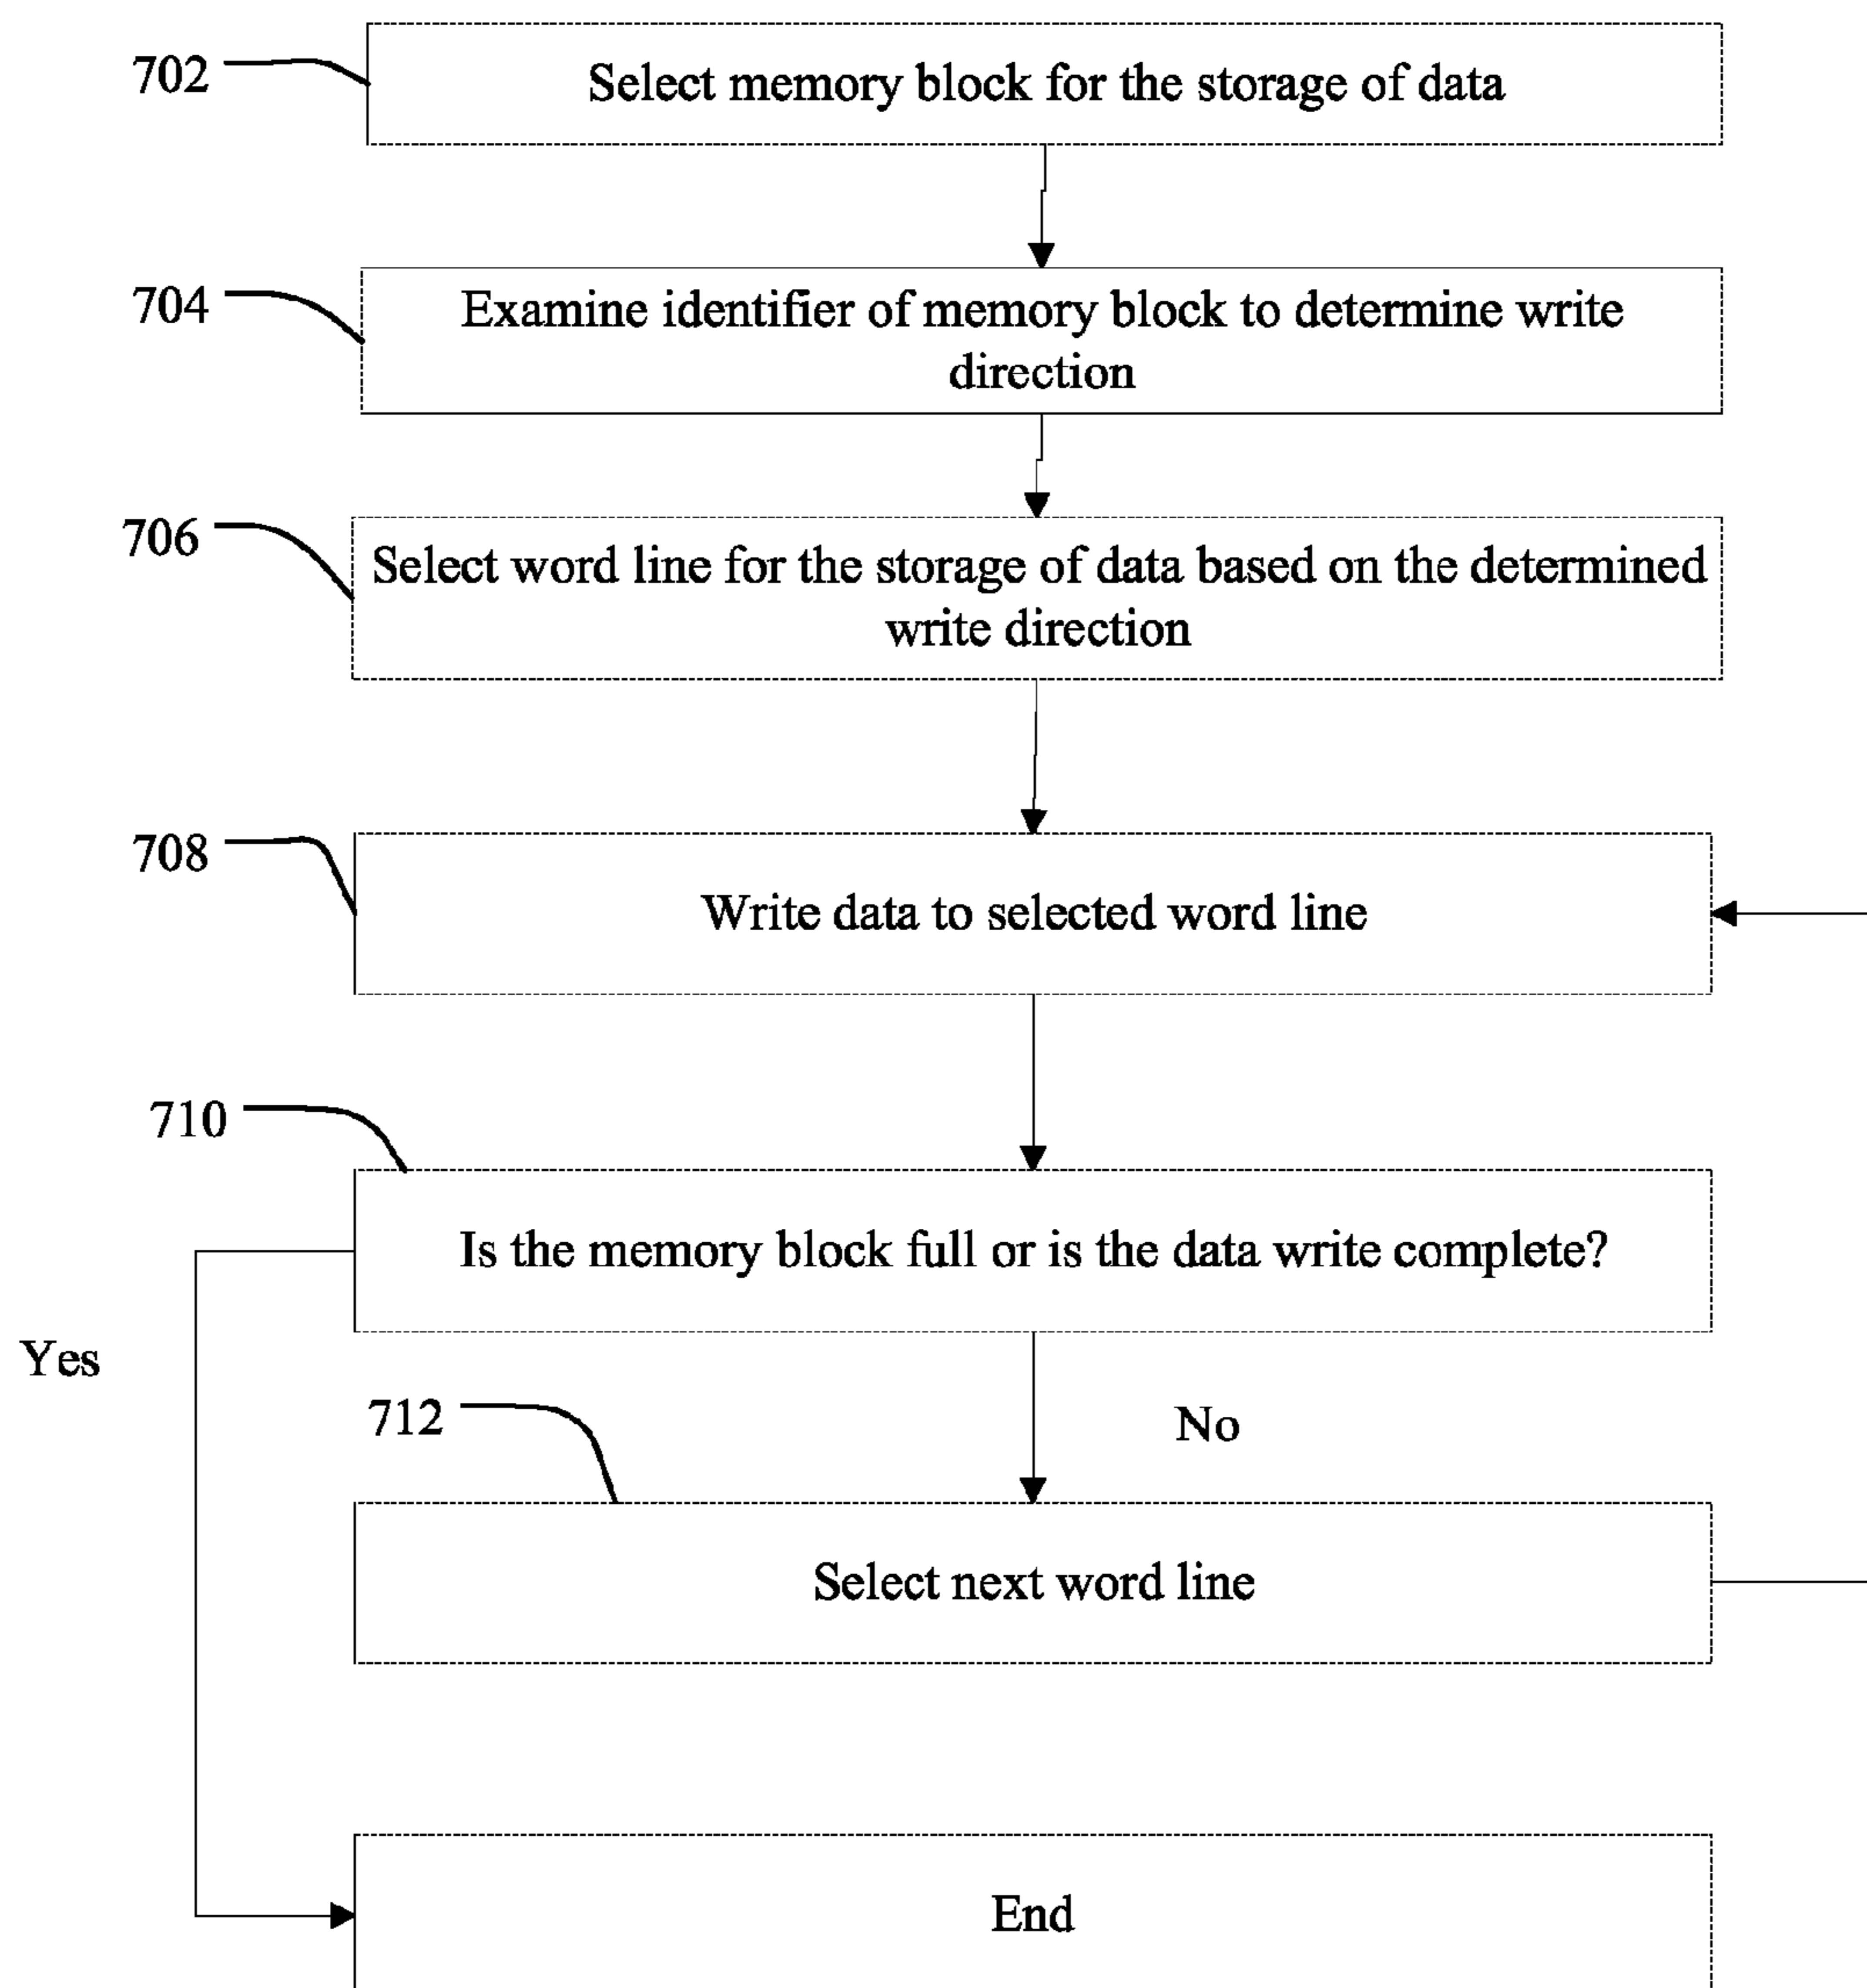 702
Select memory block for the storage of data
704
Examine identifier of memory block to determine write
direction
706
Select word line for the storage of data based on the determined
write direction
708
Write data to selected word line
710
Is the memory block full or is the data write complete?
Yes
712
No
Select next word line
End